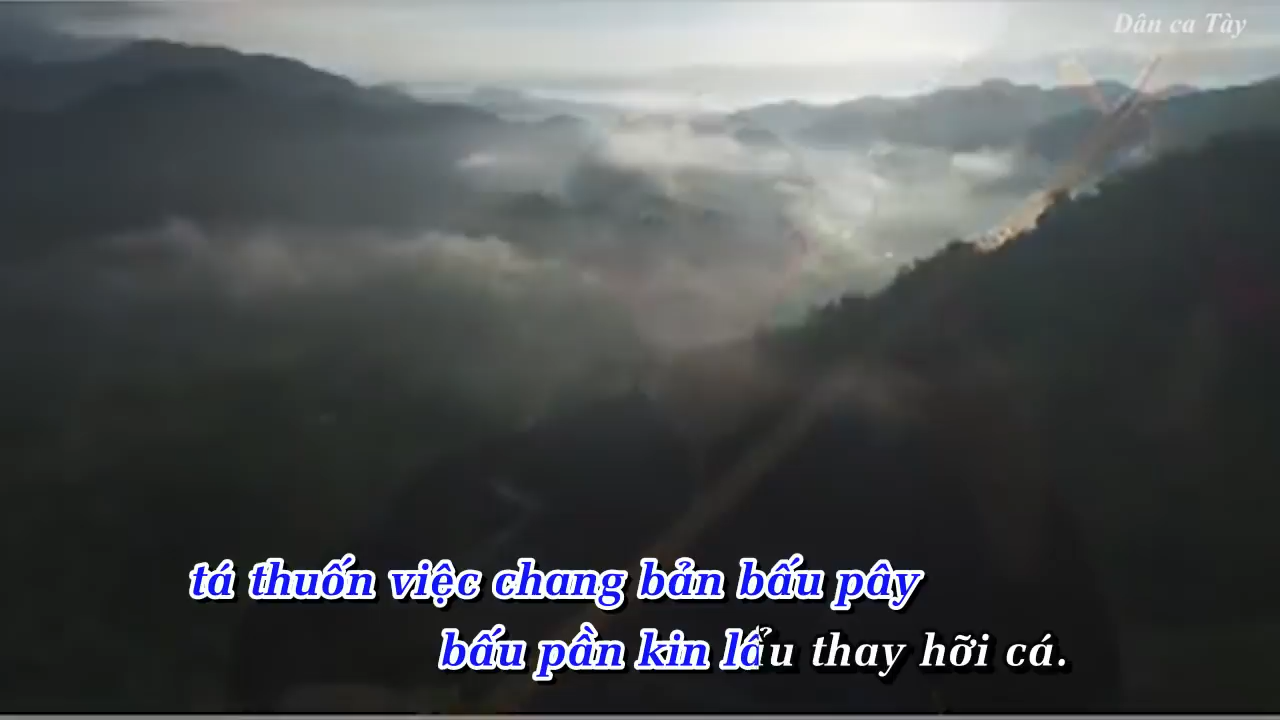 Dân ca Tày
tá thuốn việc chang bản bấu pây
bấu pần kin lẩu thay hỡi cá.